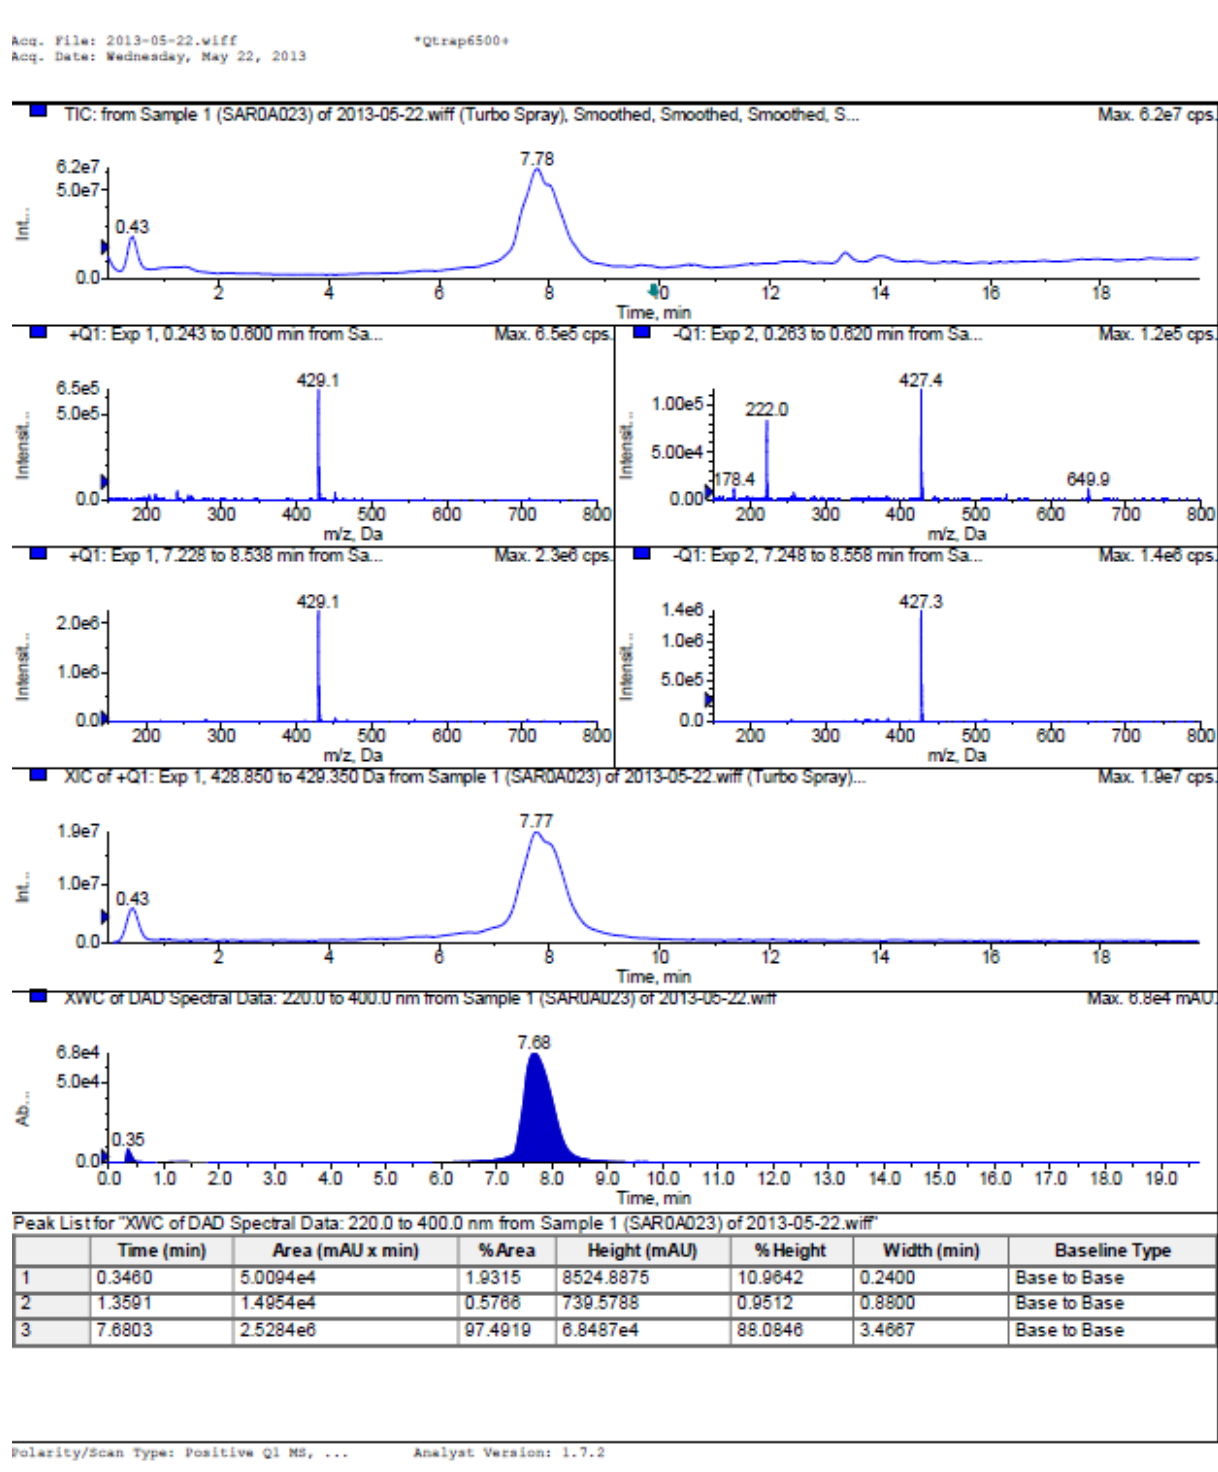 Acq. File: 2013-05-22.wiff *Qtrap6500+
Acq. Date: Wednesday, May 22, 2013
TIC: from Sample 1 (SAR0A023) of 2013-05-22.wiff (Turbo Spray), Smoothed, Smoothed, Smoothed, S... Max. 6.2e7 cps.
7.78
6.2e7
5.0e7
0.43
Int...
0.0
2 4 6 8 10 12 14 16 18
Time, min
+Q1: Exp 1, 0.243 to 0.600 min from Sa... Max. 6.5e5 cps.
429.1
6.5e5
5.0e5
Intensit...
0.0
200 300 400 500 600 700 800
m/z, Da
-Q1: Exp 2, 0.263 to 0.620 min from Sa... Max. 1.2e5 cps.
427.4
1.00e5
222.0
Intensit...
5.00e4
178.4 649.9
0.00
200 300 400 500 600 700 800
m/z, Da
+Q1: Exp 1, 7.228 to 8.538 min from Sa... Max. 2.3e6 cps.
429.1
2.0e6
Intensit...
1.0e6
0.0
200 300 400 500 600 700 800
m/z, Da
-Q1: Exp 2, 7.248 to 8.558 min from Sa... Max. 1.4e6 cps.
427.3
1.4e6
1.0e6
Intensit...
5.0e5
0.0
200 300 400 500 600 700 800
m/z, Da
XIC of +Q1: Exp 1, 428.850 to 429.350 Da from Sample 1 (SAR0A023) of 2013-05-22.wiff (Turbo Spray)... Max. 1.9e7 cps.
7.77
1.9e7
1.0e7
0.43
Int...
0.0
2 4 6 8 10 12 14 16 18
Time, min
XWC of DAD Spectral Data: 220.0 to 400.0 nm from Sample 1 (SAR0A023) of 2013-05-22.wiff Max. 6.8e4 mAU.
7.68
6.8e4
5.0e4
Ab...
0.35
0.0
0.0 1.0 2.0 3.0 4.0 5.0 6.0 7.0 8.0 9.0 10.0 11.0 12.0 13.0 14.0 15.0 16.0 17.0 18.0 19.0
Time, min
Peak List for "XWC of DAD Spectral Data: 220.0 to 400.0 nm from Sample 1 (SAR0A023) of 2013-05-22.wiff"
Time (min) Area (mAU x min) %Area Height (mAU) %Height Width (min) Baseline Type
1 0.3460 5.0094e4 1.9315 8524.8875 10.9642 0.2400 Base to Base
2 1.3591 1.4954e4 0.5766 739.5788 0.9512 0.8800 Base to Base
3 7.6803 2.5284e6 97.4919 6.8487e4 88.0846 3.4667 Base to Base
Polarity/Scan Type: Positive Q1 MS, ... Analyst Version: 1.7.2